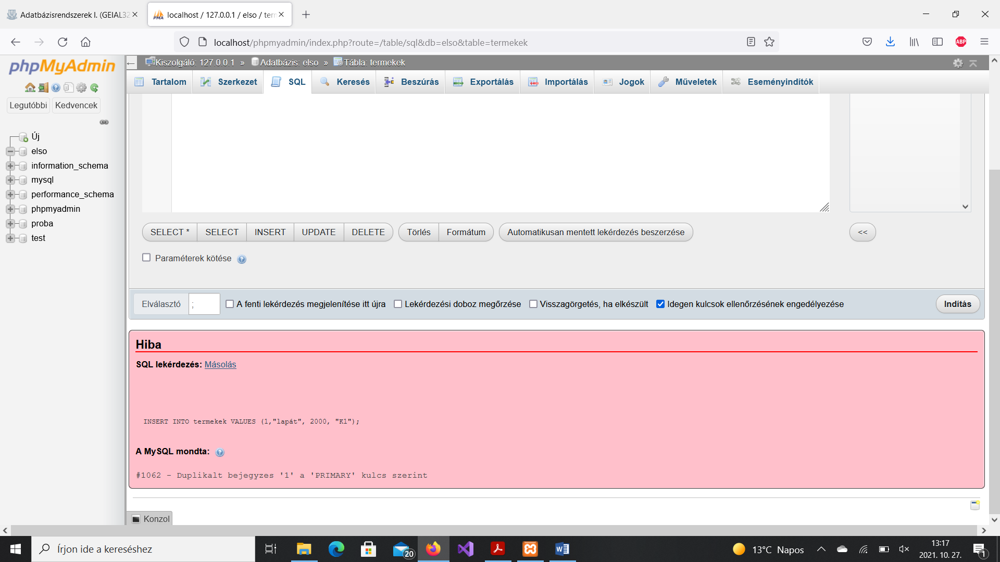 Adatbázisrendszerek I. (GEIAL32
localhost / 127.0.0.1 / elso / term
localhost/phpmyadmin/index.php?route=/table/sql&db=elso&table=termekek
ABP
phpMyAdmin
Legutóbbi
Kedvencek
Új
elso
information_schema
mysql
performance_schema
phpmyadmin
proba
test
Kiszolgáló: 127.0.0.1 » Adatbázis: elso » Tábla: termekek
Tartalom
Szerkezet
SQL
Keresés
Beszúrás
Exportálás
Importálás
Jogok
Műveletek
Eseményindítók
SELECT *
SELECT
INSERT
UPDATE
DELETE
Törlés
Formátum
Automatikusan mentett lekérdezés beszerzése
<<
Paraméterek kötése
Elválasztó
;
A fenti lekérdezés megjelenítése itt újra
Lekérdezési doboz megőrzése
Visszagörgetés, ha elkészült
Idegen kulcsok ellenőrzésének engedélyezése
Indítás
Hiba
SQL lekérdezés: Másolás
INSERT INTO termekek VALUES (1,"lapát", 2000, "K1");
A MySQL mondta:
#1062 - Duplikalt bejegyzes '1' a 'PRIMARY' kulcs szerint
Konzol
Írjon ide a kereséshez
20
13°C Napos
13:17
2021. 10. 27.
1